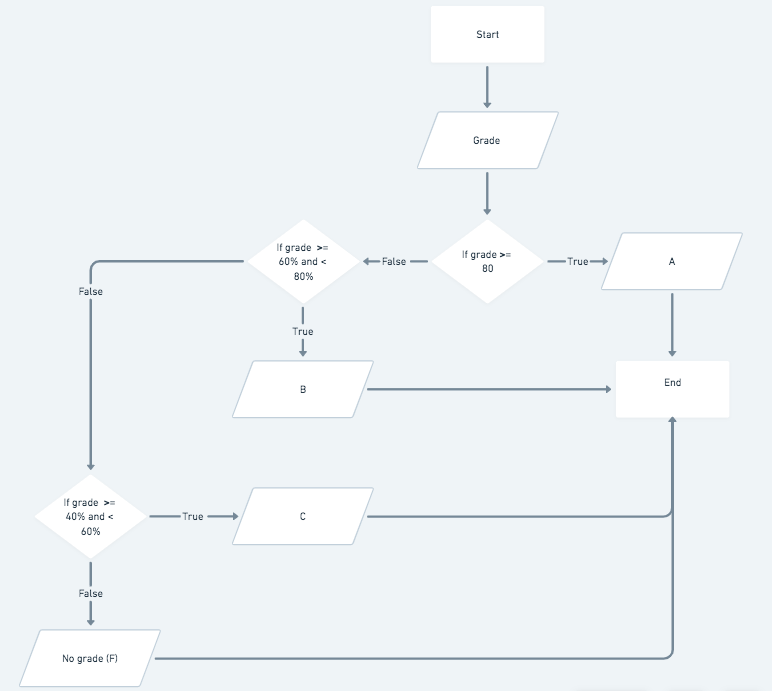 Start
Grade
If grade >=
60% and <
80%
False
If grade >=
80
True
A
False
True
B
End
If grade >=
40% and <
60%
True
C
False
No grade (F)